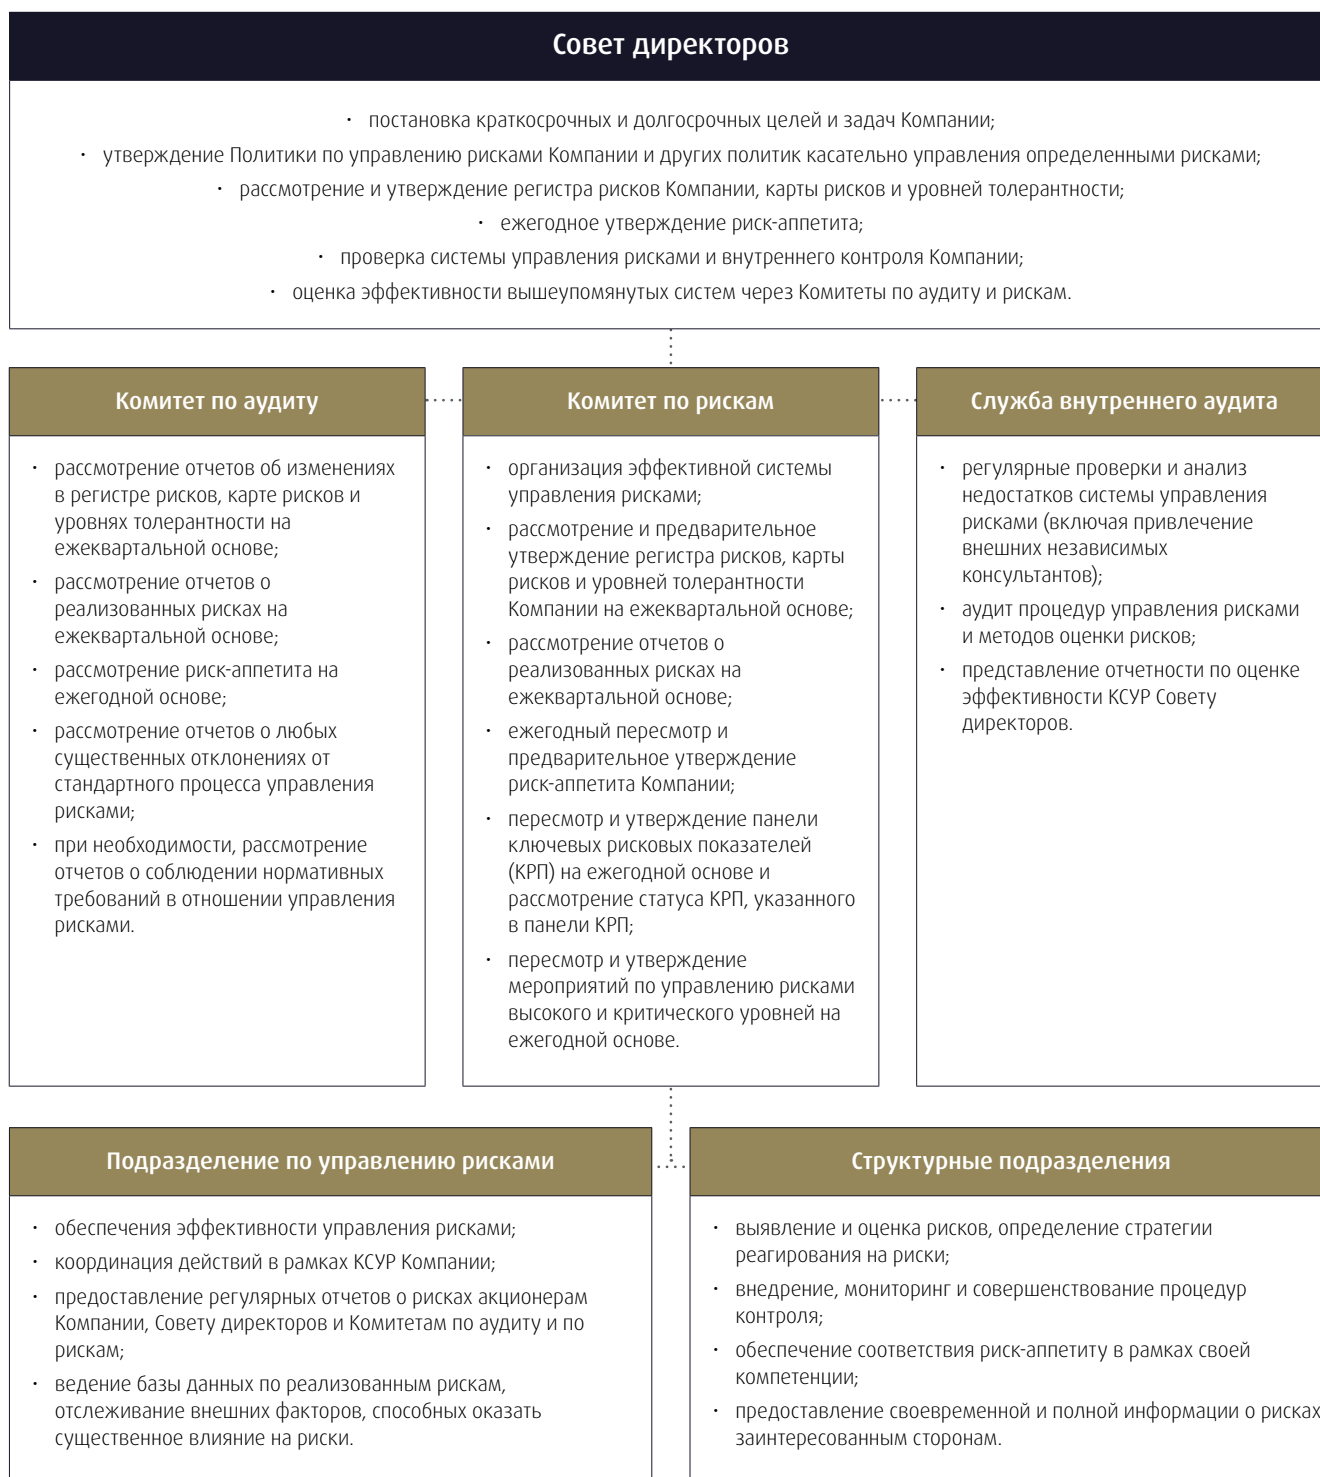 Совет директоров
· постановка краткосрочных и долгосрочных целей и задач Компании;
· утверждение Политики по управлению рисками Компании и других политик касательно управления определенными рисками;
· рассмотрение и утверждение регистра рисков Компании, карты рисков и уровней толерантности;
· ежегодное утверждение риск-аппетита;
· проверка системы управления рисками и внутреннего контроля Компании;
· оценка эффективности вышеупомянутых систем через Комитеты по аудиту и рискам.
Комитет по аудиту
· рассмотрение отчетов об изменениях
в регистре рисков, карте рисков и
уровнях толерантности на
ежеквартальной основе;
· рассмотрение отчетов о
реализованных рисках на
ежеквартальной основе;
· рассмотрение риск-аппетита на
ежегодной основе;
· рассмотрение отчетов о любых
существенных отклонениях от
стандартного процесса управления
рисками;
· при необходимости, рассмотрение
отчетов о соблюдении нормативных
требований в отношении управления
рисками.
Комитет по рискам
· организация эффективной системы
управления рисками;
· рассмотрение и предварительное
утверждение регистра рисков, карты
рисков и уровней толерантности
Компании на ежеквартальной основе;
· рассмотрение отчетов о
реализованных рисках на
ежеквартальной основе;
· ежегодный пересмотр и
предварительное утверждение
риск-аппетита Компании;
· пересмотр и утверждение панели
ключевых рисковых показателей
(КРП) на ежегодной основе и
рассмотрение статуса КРП, указанного
в панели КРП;
· пересмотр и утверждение
мероприятий по управлению рисками
высокого и критического уровней на
ежегодной основе.
Служба внутреннего аудита
· регулярные проверки и анализ
недостатков системы управления
рисками (включая привлечение
внешних независимых
консультантов);
· аудит процедур управления рисками
и методов оценки рисков;
· представление отчетности по оценке
эффективности КСУР Совету
директоров.
Подразделение по управлению рисками
· обеспечения эффективности управления рисками;
· координация действий в рамках КСУР Компании;
· предоставление регулярных отчетов о рисках акционерам
Компании, Совету директоров и Комитетам по аудиту и по
рискам;
· ведение базы данных по реализованным рискам,
отслеживание внешних факторов, способных оказать
существенное влияние на риски.
Структурные подразделения
· выявление и оценка рисков, определение стратегии
реагирования на риски;
· внедрение, мониторинг и совершенствование процедур
контроля;
· обеспечение соответствия риск-аппетиту в рамках своей
компетенции;
· предоставление своевременной и полной информации о рисках
заинтересованным сторонам.